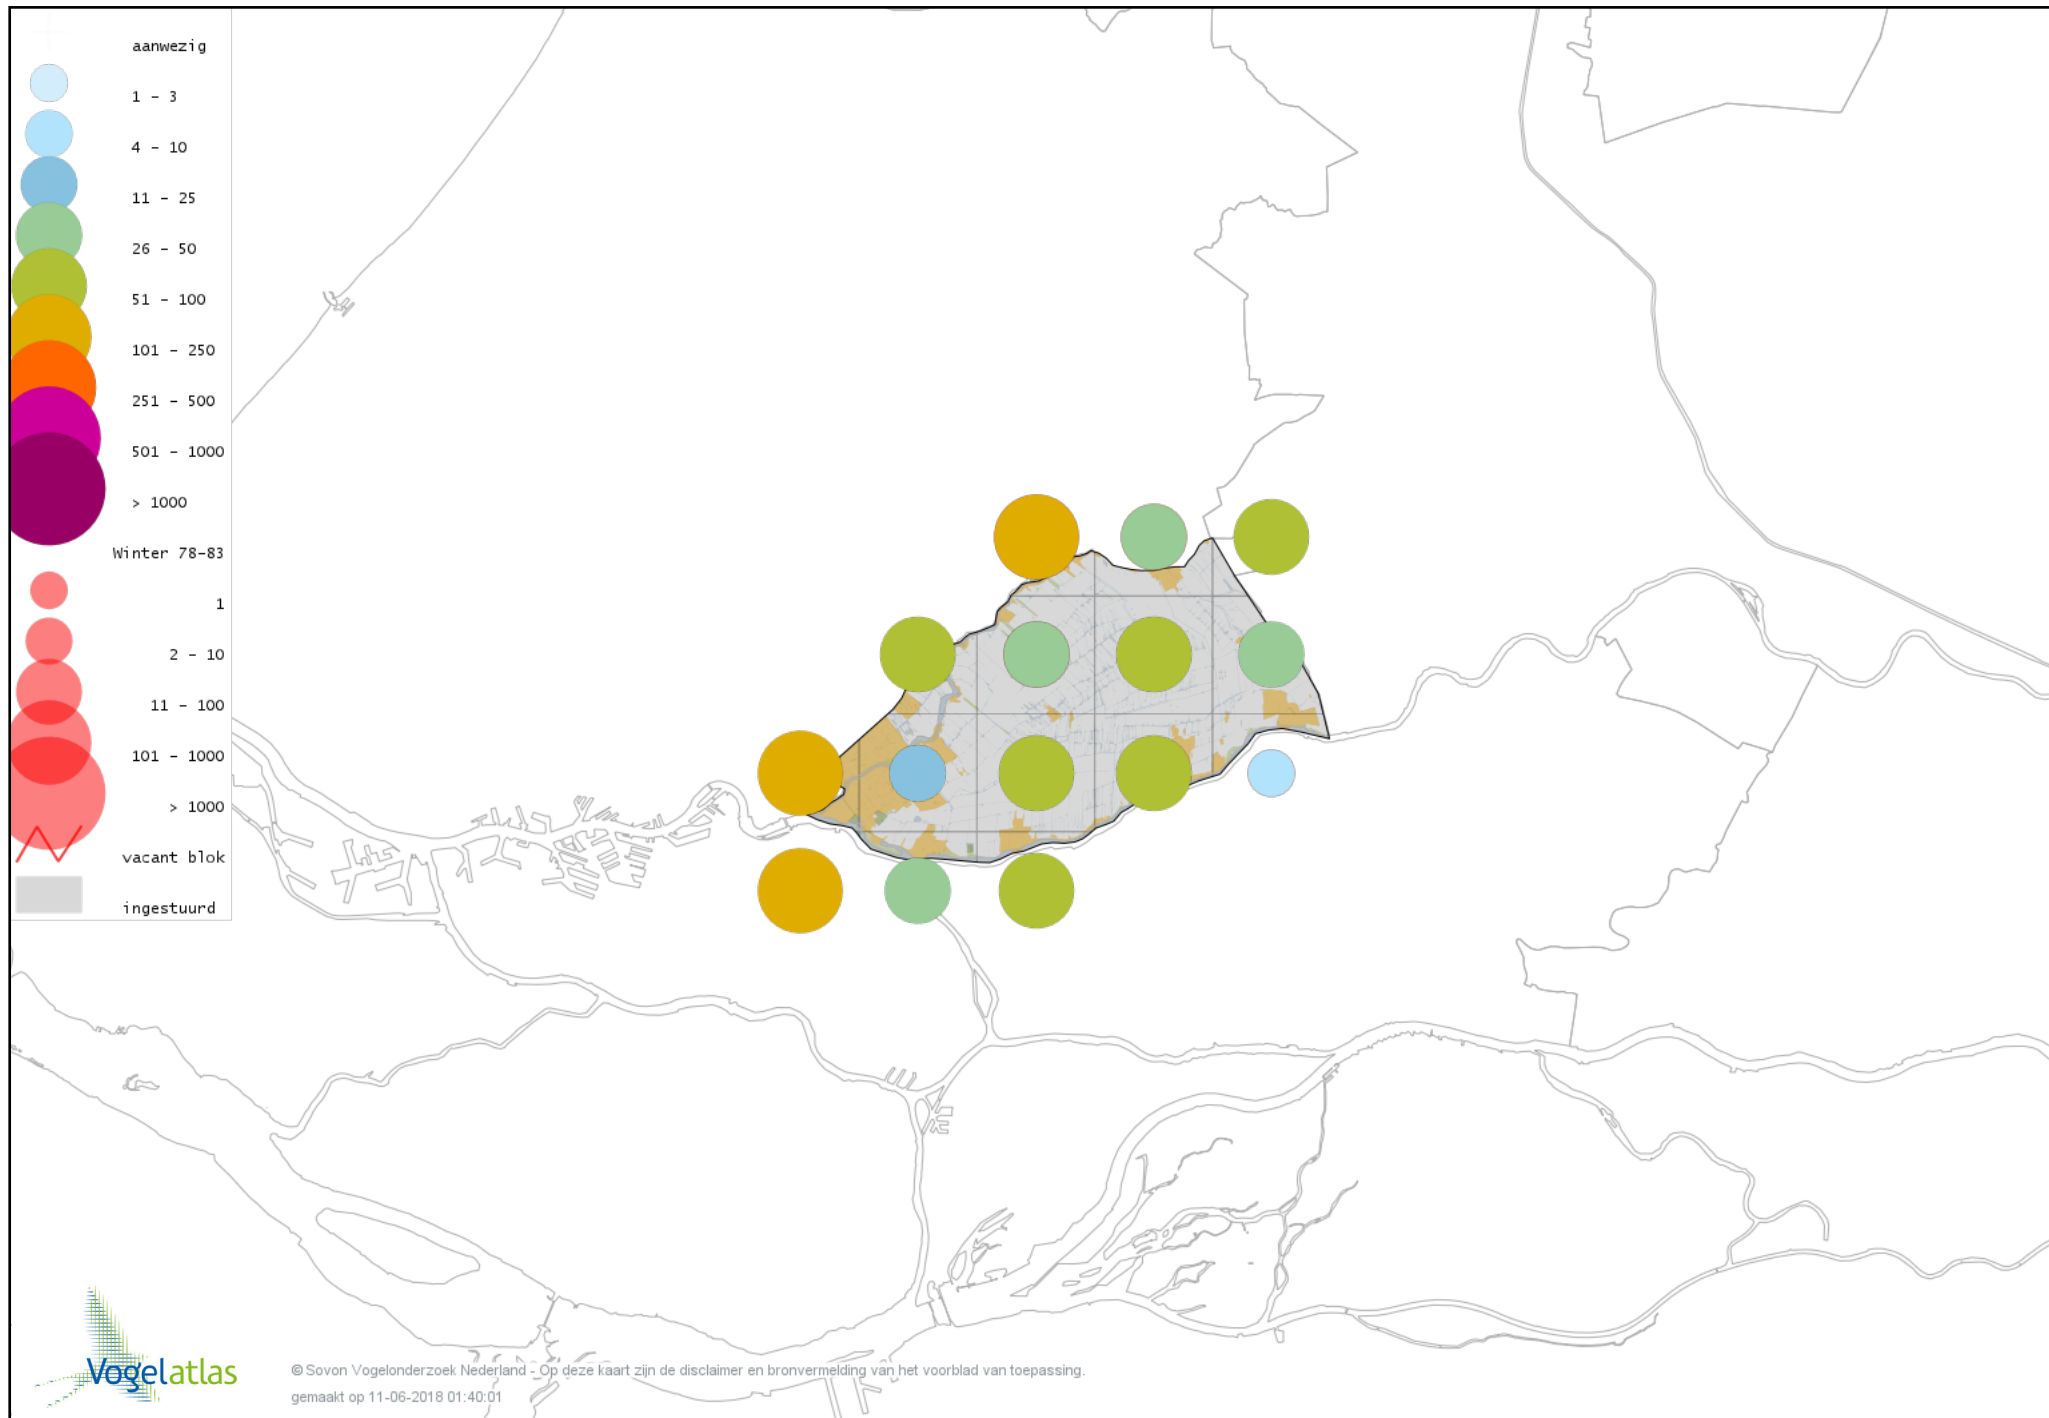 aanwezig
1 - 3
4 - 10
11 - 25
26 - 50
51 - 100
101 - 250
251 - 500
501 - 1000
> 1000
Winter 78-83
1
2 - 10
11 - 100
101 - 1000
> 1000
vacant blok
ingestuurd
Vogelatlas
© Sovon Vogelonderzoek Nederland - Op deze kaart zijn de disclaimer en bronvermelding van het voorblad van toepassing.
gemaakt op 11-06-2018 01:40:01